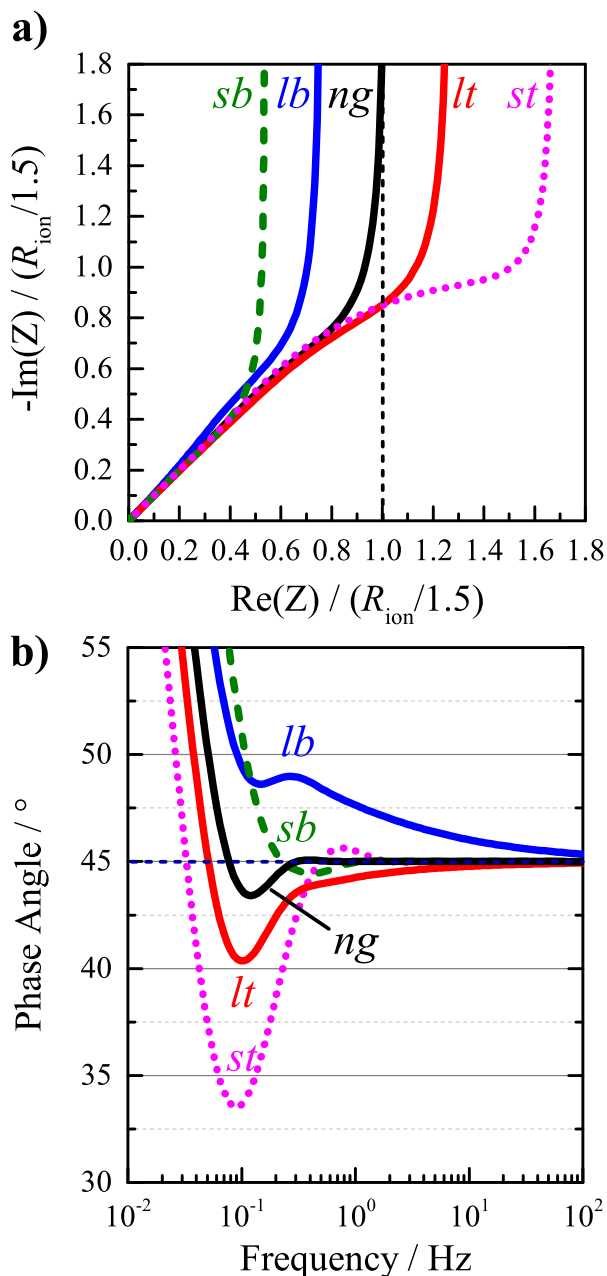 a)
1.8
1.6
1.4
1.2
1.0
0.8
0.6
0.4
0.2
0.0
sb
lb
ng
lt
st
-Im(Z) / (Rion/1.5)
0.0 0.2 0.4 0.6 0.8 1.0 1.2 1.4 1.6 1.8
Re(Z) / (Rion/1.5)
b)
55
50
45
40
35
30
lb
sb
ng
lt
st
Phase Angle / °
10-2 10-1 100 101 102
Frequency / Hz